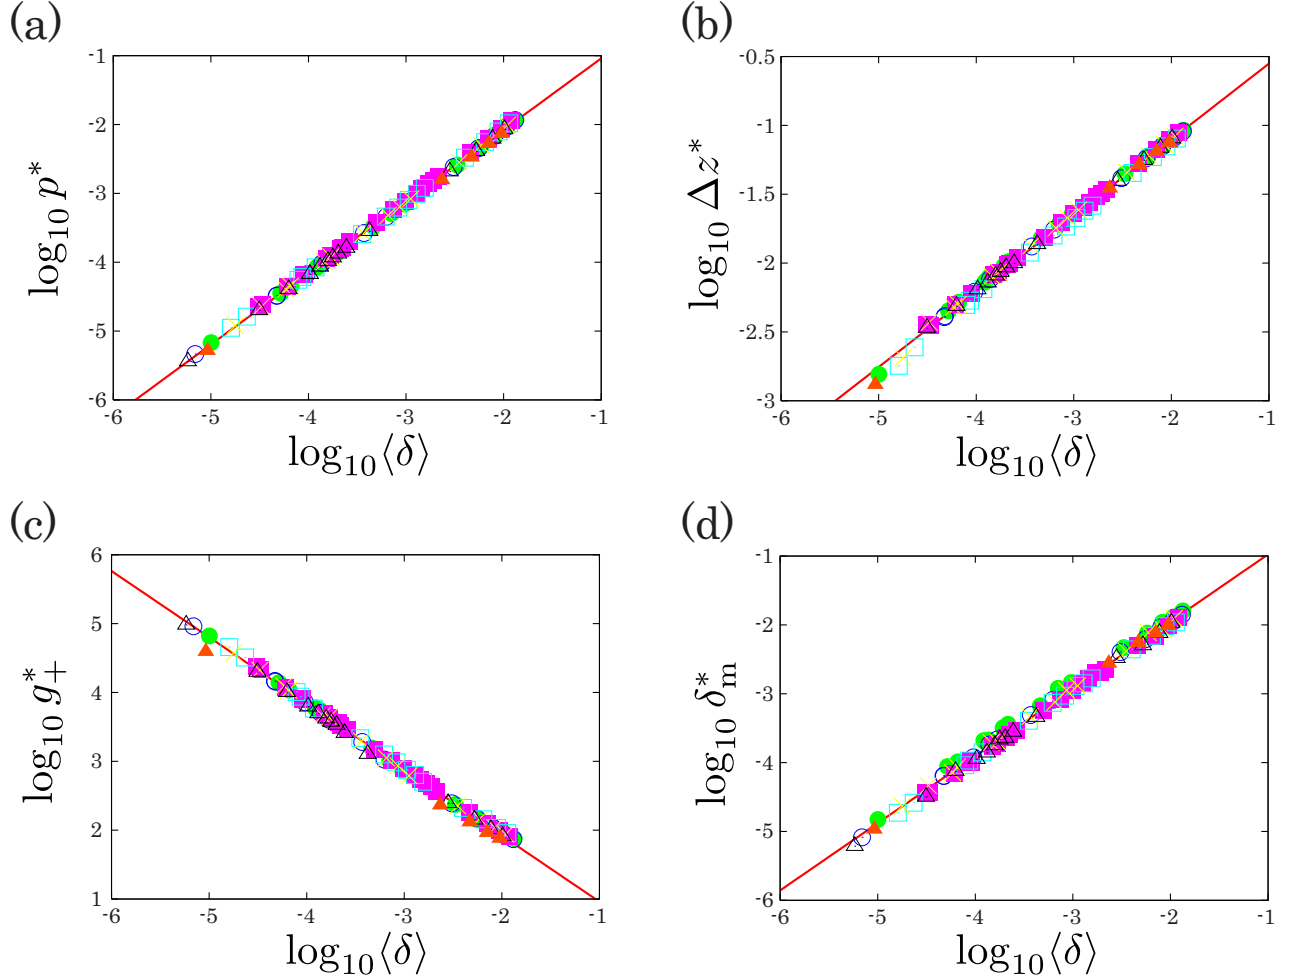 (a)
(b)
log₁₀ p*
-1
-2
-3
-4
-5
-6
-6 -5 -4 -3 -2 -1
log₁₀⟨δ⟩
log₁₀ Δz*
-0.5
-1
-1.5
-2
-2.5
-3
-6 -5 -4 -3 -2 -1
log₁₀⟨δ⟩
(c)
(d)
log₁₀ g₊*
6
5
4
3
2
1
-6 -5 -4 -3 -2 -1
log₁₀⟨δ⟩
log₁₀ δₘ*
-1
-2
-3
-4
-5
-6
-6 -5 -4 -3 -2 -1
log₁₀⟨δ⟩